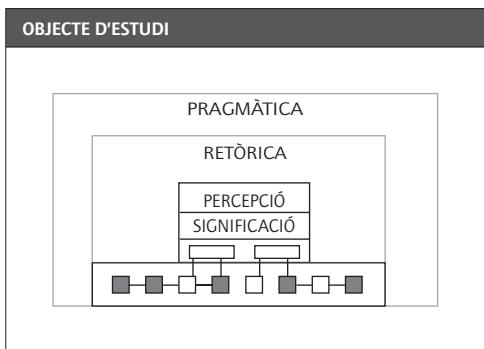 OBJECTE D'ESTUDI
PRAGMÀTICA
RETÒRICA
PERCEPCIÓ
SIGNIFICACIÓ